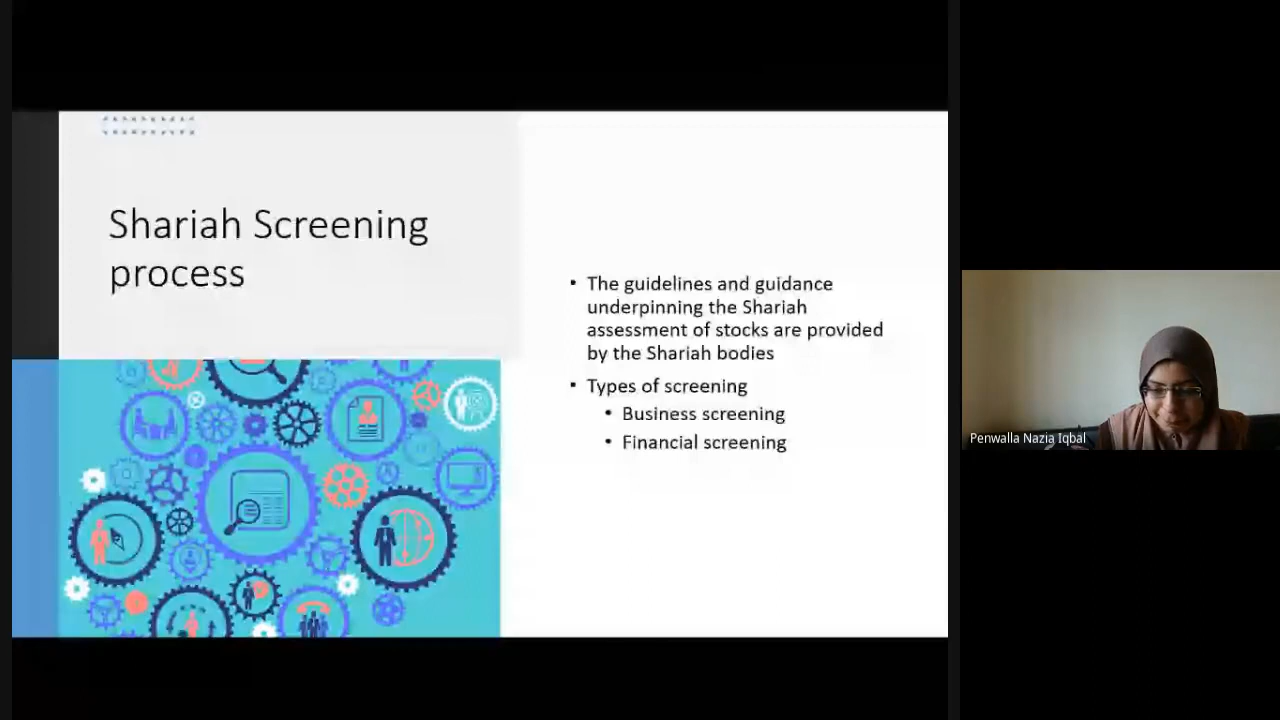 Shariah Screening
process
• The guidelines and guidance
underpinning the Shariah
assessment of stocks are provided
by the Shariah bodies
• Types of screening
• Business screening
• Financial screening
Penwalla Nazia Iqbal